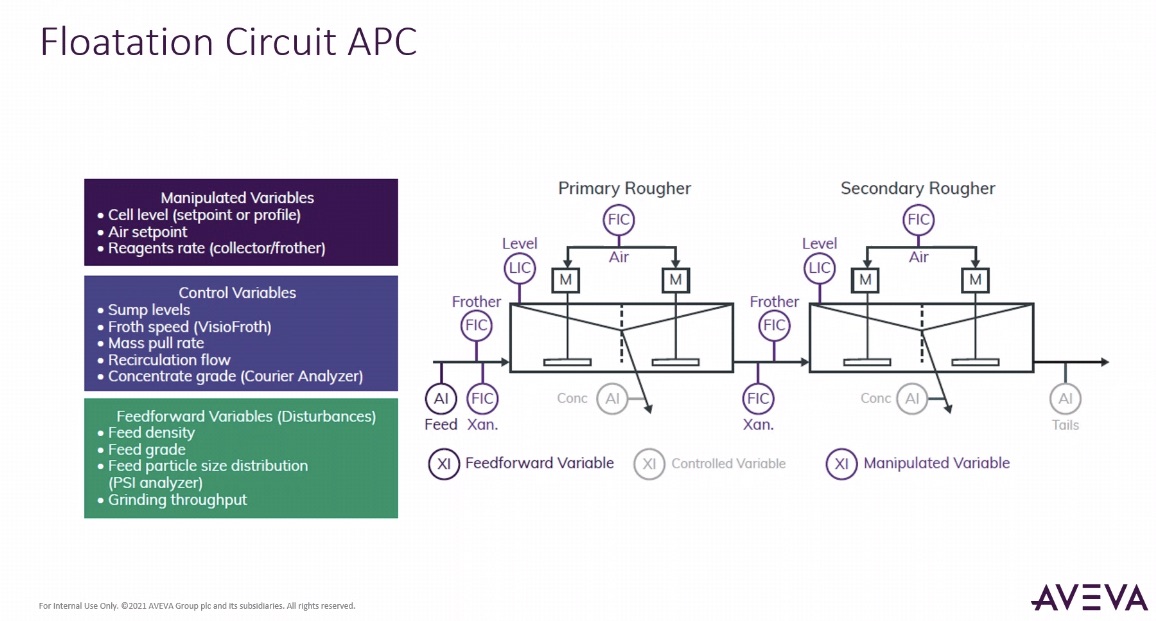 Floatation Circuit APC
Manipulated Variables
• Cell level (setpoint or profile)
• Air setpoint
• Reagents rate (collector/frother)
Control Variables
• Sump levels
• Froth speed (VisioFroth)
• Mass pull rate
• Recirculation flow
• Concentrate grade (Courier Analyzer)
Feedforward Variables (Disturbances)
• Feed density
• Feed grade
• Feed particle size distribution
(PSI analyzer)
• Grinding throughput
Primary Rougher
FIC
Air
Level
LIC
M
M
Frother
FIC
AI
Feed
FIC
Xan.
Conc
AI
Secondary Rougher
FIC
Air
Level
LIC
M
M
Frother
FIC
FIC
Xan.
Conc
AI
AI
Tails
XI Feedforward Variable
XI Controlled Variable
XI Manipulated Variable
For Internal Use Only. ©2021 AVEVA Group plc and its subsidiaries. All rights reserved.
AVEVA